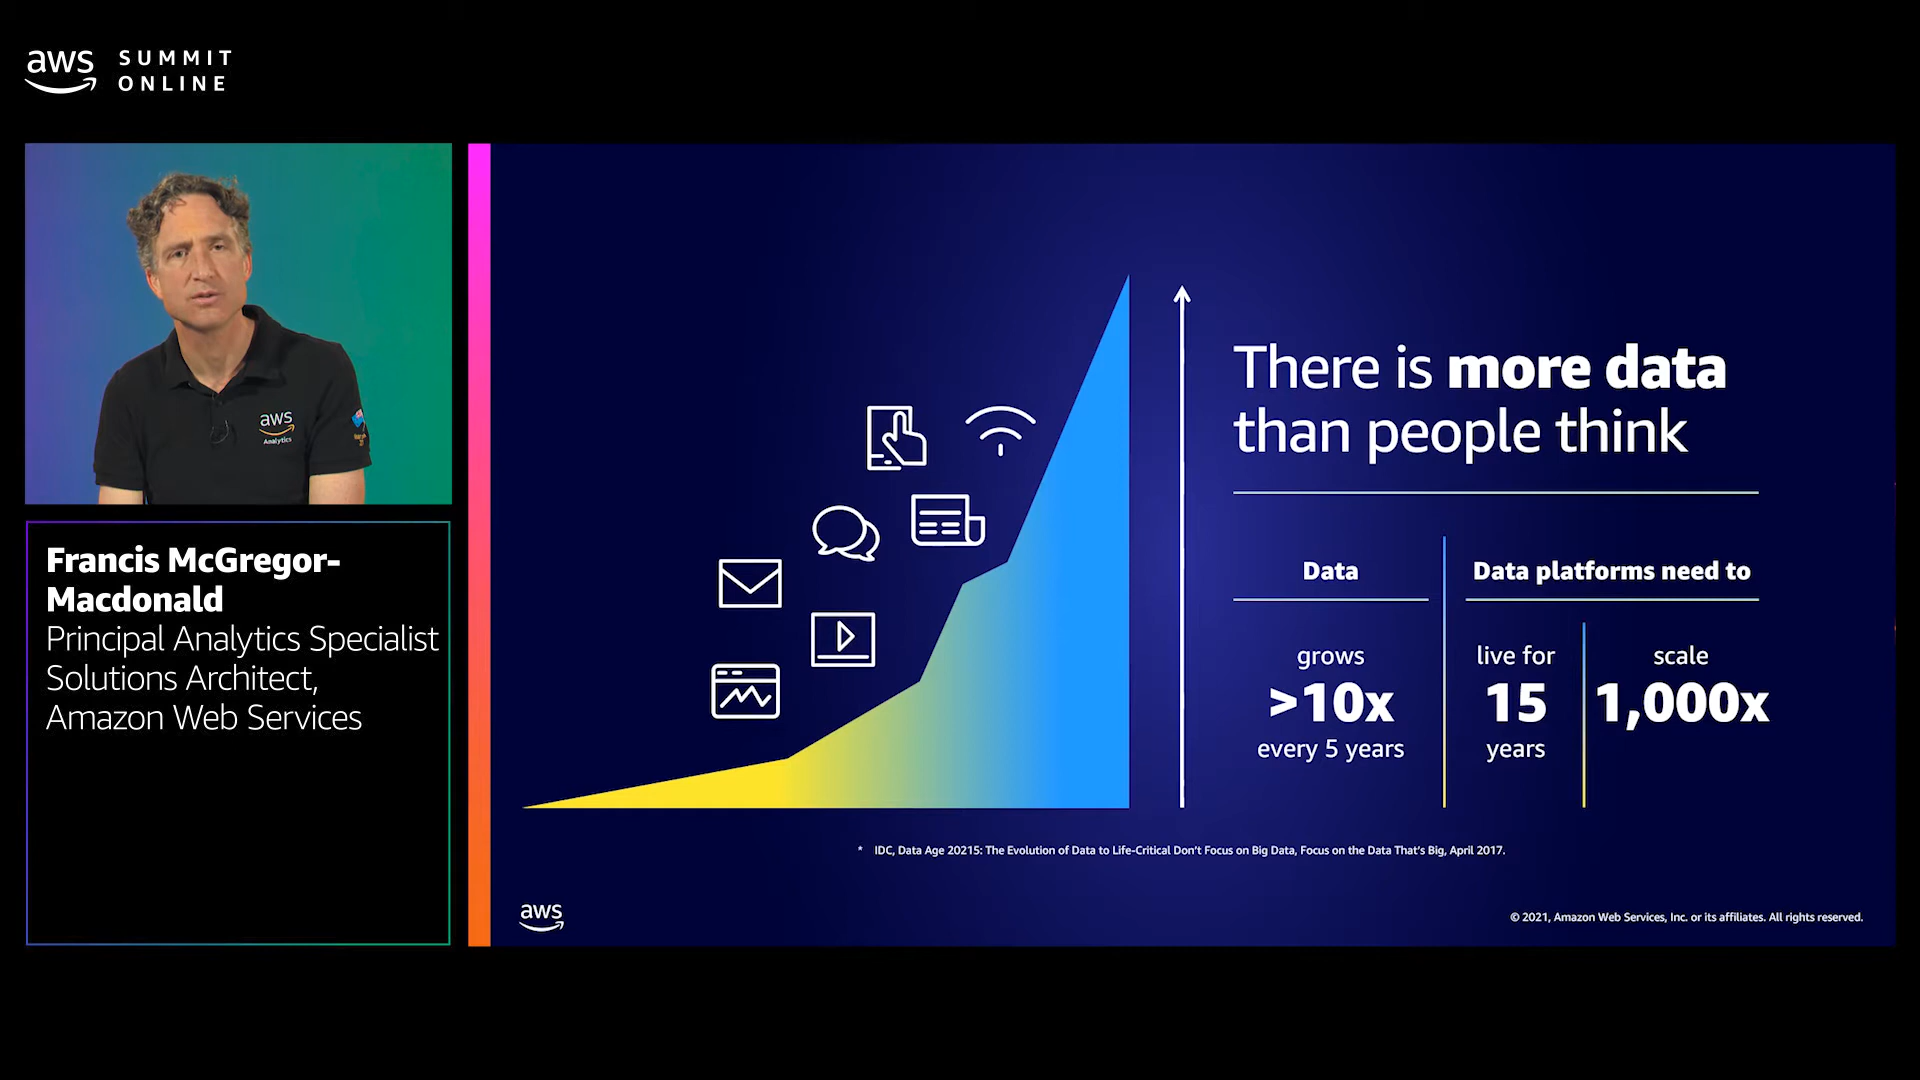 aws
SUMMIT
ONLINE
aws
Analytics
Francis McGregor-
Macdonald
Principal Analytics Specialist
Solutions Architect,
Amazon Web Services
There is more data
than people think
Data
grows
>10x
every 5 years
Data platforms need to
live for
15
years
scale
1,000x
* IDC, Data Age 20215: The Evolution of Data to Life-Critical Don't Focus on Big Data, Focus on the Data That's Big, April 2017.
aws
© 2021, Amazon Web Services, Inc. or its affiliates. All rights reserved.